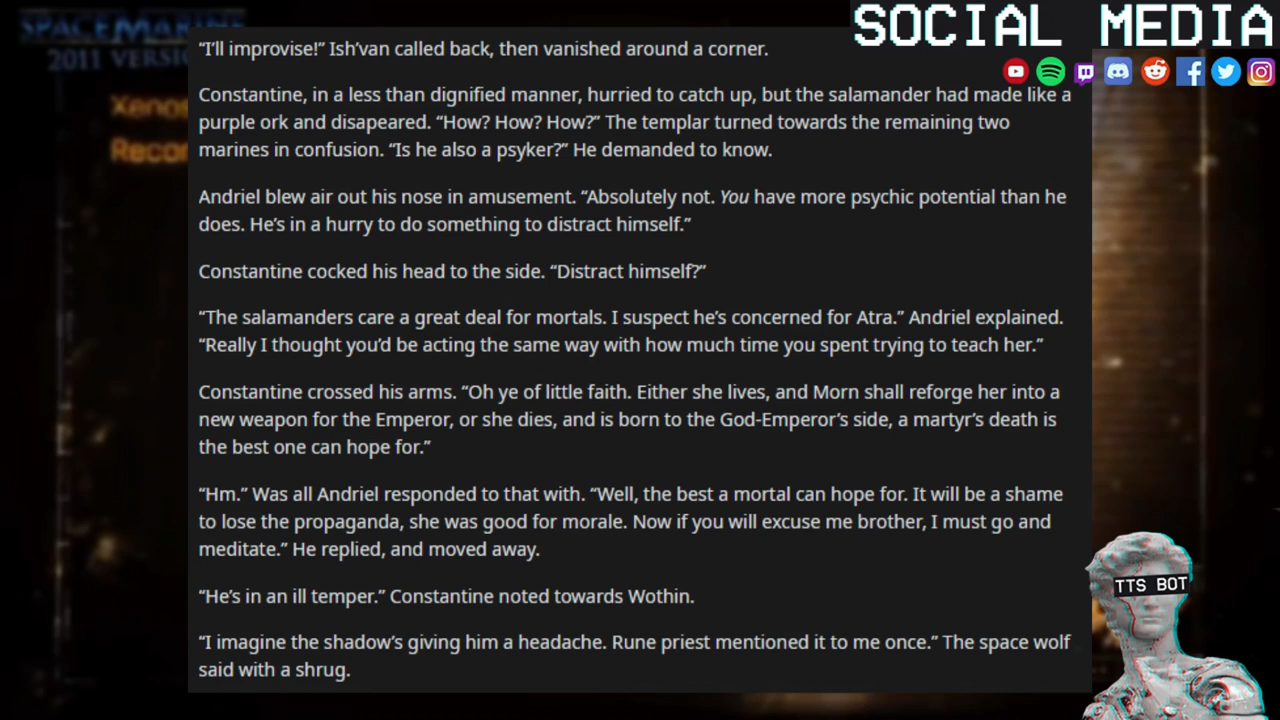 SPACE MARINE
2011 VERSIO
Xenos
Recor
SOCIAL MEDIA
“I’ll improvise!” Ish’van called back, then vanished around a corner.
Constantine, in a less than dignified manner, hurried to catch up, but the salamander had made like a
purple ork and disapeared. “How? How? How?” The templar turned towards the remaining two
marines in confusion. “Is he also a psyker?” He demanded to know.
Andriel blew air out his nose in amusement. “Absolutely not. You have more psychic potential than he
does. He’s in a hurry to do something to distract himself.”
Constantine cocked his head to the side. “Distract himself?”
“The salamanders care a great deal for mortals. I suspect he’s concerned for Atra.” Andriel explained.
“Really I thought you’d be acting the same way with how much time you spent trying to teach her.”
Constantine crossed his arms. “Oh ye of little faith. Either she lives, and Morn shall reforge her into a
new weapon for the Emperor, or she dies, and is born to the God-Emperor’s side, a martyr’s death is
the best one can hope for.”
“Hm.” Was all Andriel responded to that with. “Well, the best a mortal can hope for. It will be a shame
to lose the propaganda, she was good for morale. Now if you will excuse me brother, I must go and
meditate.” He replied, and moved away.
“He’s in an ill temper.” Constantine noted towards Wothin.
“I imagine the shadow’s giving him a headache. Rune priest mentioned it to me once.” The space wolf
said with a shrug.
TTS BOT